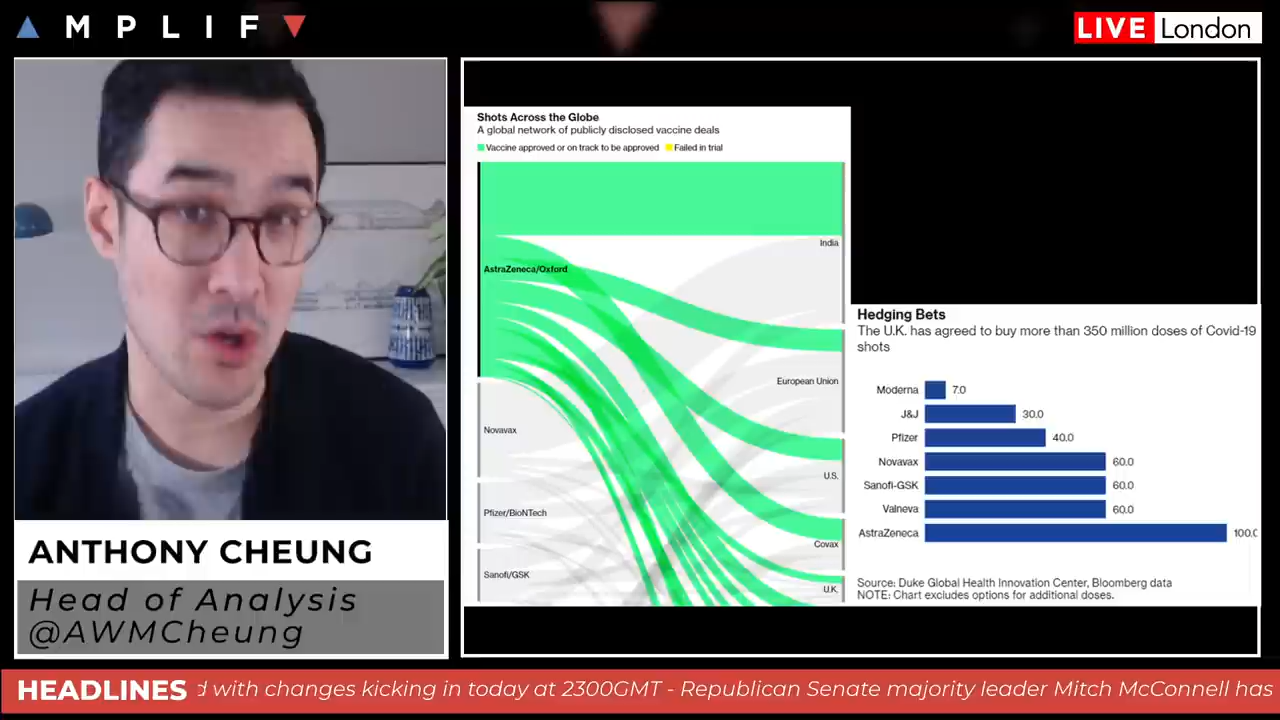 AMPLIFY
LIVE London
Shots Across the Globe
A global network of publicly disclosed vaccine deals
Vaccine approved or on track to be approved Failed in trial
AstraZeneca/Oxford
Novavax
Pfizer/BioNTech
Sanofi/GSK
India
European Union
U.S.
Covax
U.K.
Hedging Bets
The U.K. has agreed to buy more than 350 million doses of Covid-19
shots
Moderna 7.0
J&J 30.0
Pfizer 40.0
Novavax 60.0
Sanofi-GSK 60.0
Valneva 60.0
AstraZeneca 100.0
Source: Duke Global Health Innovation Center, Bloomberg data
NOTE: Chart excludes options for additional doses.
ANTHONY CHEUNG
Head of Analysis
@AWMCheung
HEADLINES d with changes kicking in today at 2300GMT - Republican Senate majority leader Mitch McConnell has